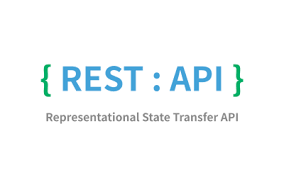 { REST : API }
Representational State Transfer API